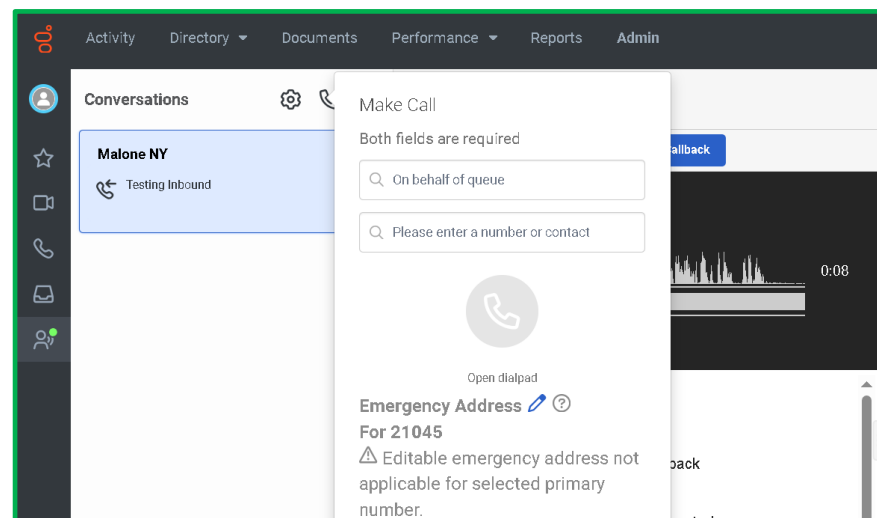 Activity Directory Documents Performance Reports Admin
Conversations
Malone NY
Testing Inbound
Make Call
Both fields are required
On behalf of queue
Please enter a number or contact
Open dialpad
Emergency Address
For 21045
Editable emergency address not
applicable for selected primary
number.
allback
0:08
back